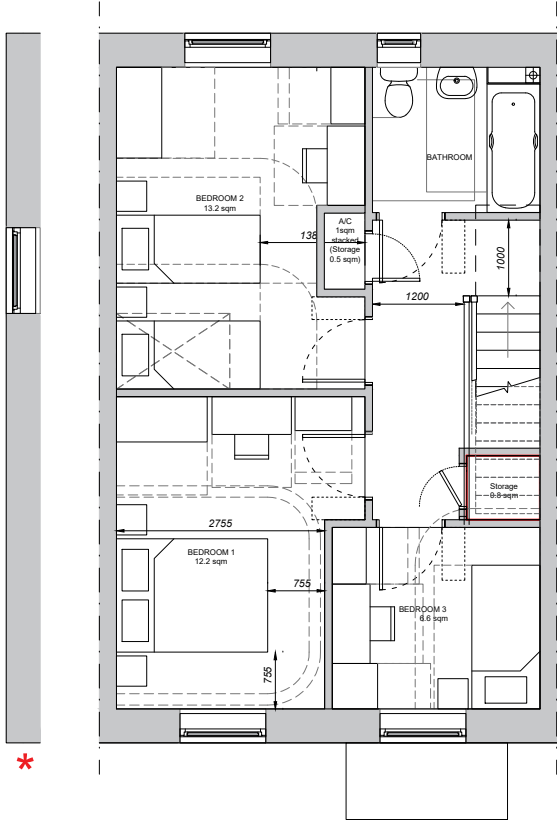 BATHROOM
BEDROOM 2
13.2 sqm
A/C
1sqm
stacked
(Storage
0.5 sqm)
138
1000
1200
Storage
0.8 sqm
2755
BEDROOM 1
12.2 sqm
755
BEDROOM 3
6.6 sqm
755
*